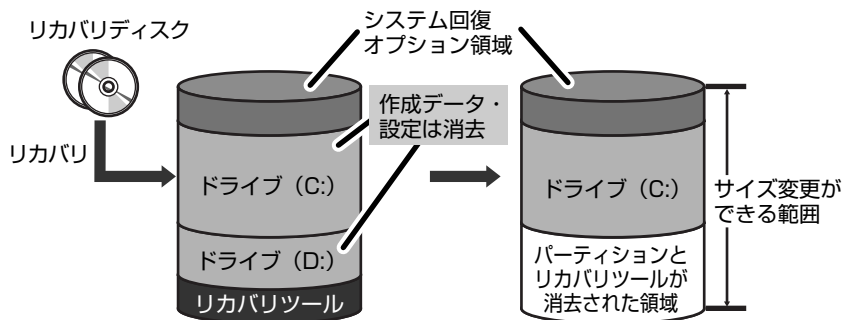 リカバリディスク
システム回復
オプション領域
作成データ・
設定は消去
リカバリ
ドライブ（C:）
ドライブ（D:）
リカバリツール
ドライブ（C:）
パーティションと
リカバリツールが
消去された領域
サイズ変更が
できる範囲